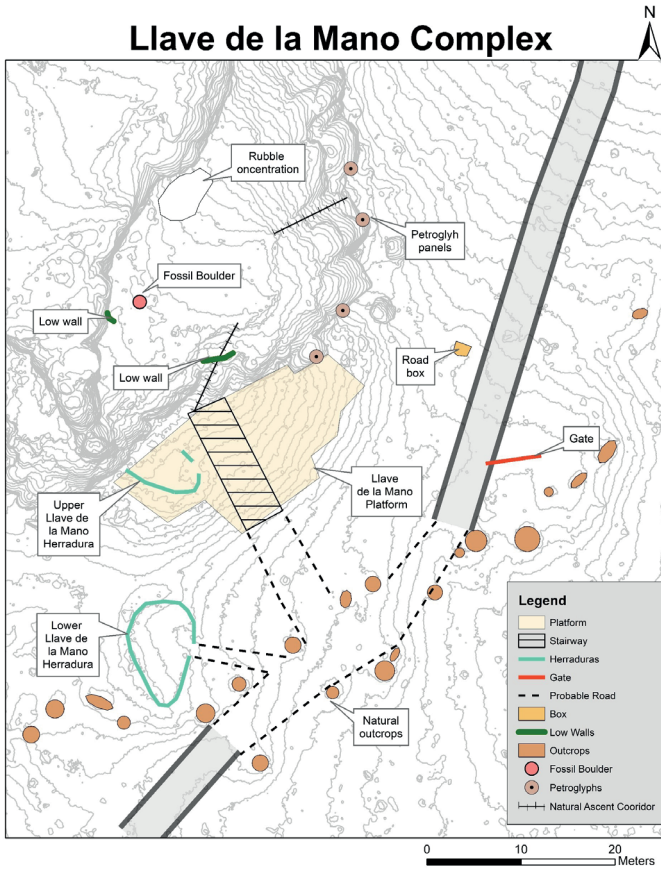 Llave de la Mano Complex
N
Rubble
oncentration
Petroglyh
panels
Fossil Boulder
Low wall
Low wall
Road
box
Gate
Llave
de la Mano
Platform
Upper
Llave de
la Mano
Herradura
Lower
Llave de
la Mano
Herradura
Natural
outcrops
Legend
Platform
Stairway
Herraduras
Gate
Probable Road
Box
Low Walls
Outcrops
Fossil Boulder
Petroglyphs
Natural Ascent Cooridor
0 10 20
Meters